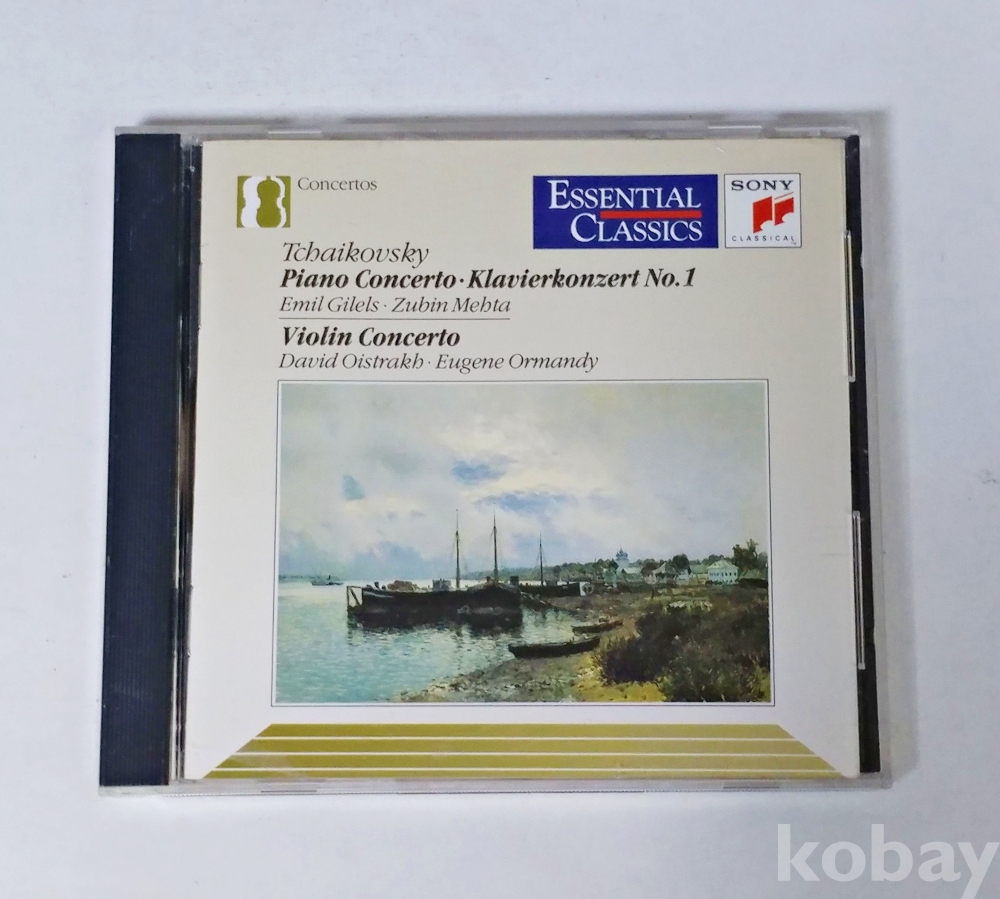 Concertos
ESSENTIAL
CLASSICS
SONY
CLASSICAL™
Tchaikovsky
Piano Concerto · Klavierkonzert No. 1
Emil Gilels · Zubin Mehta
Violin Concerto
David Oistrakh · Eugene Ormandy
kobay